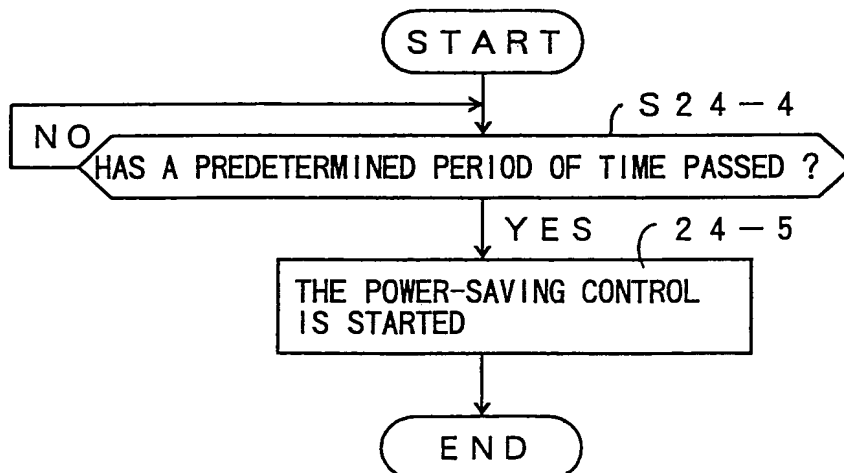 START
S24-4
NO
HAS A PREDETERMINED PERIOD OF TIME PASSED ?
YES
24-5
THE POWER-SAVING CONTROL
IS STARTED
END